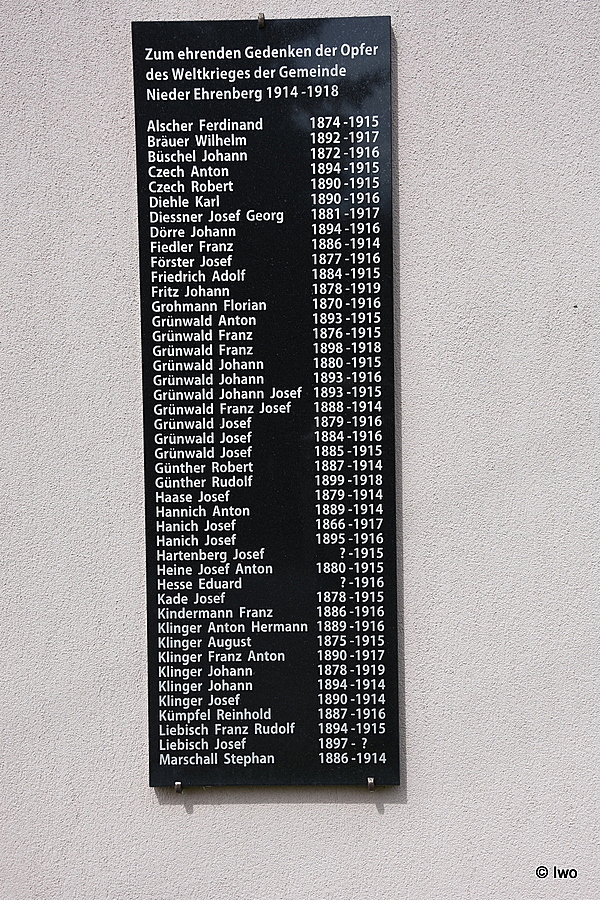 Zum ehrenden Gedenken der Opfer
des Weltkrieges der Gemeinde
Nieder Ehrenberg 1914 -1918
Alscher Ferdinand 1874 -1915
Bräuer Wilhelm 1892 -1917
Büschel Johann 1872 -1916
Czech Anton 1894 -1915
Czech Robert 1890 -1915
Diehle Karl 1890 -1916
Diessner Josef Georg 1881 -1917
Dörre Johann 1894 -1916
Fiedler Franz 1886 -1914
Förster Josef 1877 -1916
Friedrich Adolf 1884 -1915
Fritz Johann 1878 -1919
Grohmann Florian 1870 -1916
Grünwald Anton 1893 -1915
Grünwald Franz 1876 -1915
Grünwald Franz 1898 -1918
Grünwald Johann 1880 -1915
Grünwald Johann 1893 -1916
Grünwald Johann Josef 1893 -1915
Grünwald Franz Josef 1888 -1914
Grünwald Josef 1879 -1916
Grünwald Josef 1884 -1916
Grünwald Josef 1885 -1915
Günther Robert 1887 -1914
Günther Rudolf 1899 -1918
Haase Josef 1879 -1914
Hannich Anton 1889 -1914
Hanich Josef 1866 -1917
Hanich Josef 1895 -1916
Hartenberg Josef ? -1915
Heine Josef Anton 1880 -1915
Hesse Eduard ? -1916
Kade Josef 1878 -1915
Kindermann Franz 1886 -1916
Klinger Anton Hermann 1889 -1916
Klinger August 1875 -1915
Klinger Franz Anton 1890 -1917
Klinger Johann 1878 -1919
Klinger Johann 1894 -1914
Klinger Josef 1890 -1914
Kümpfel Reinhold 1887 -1916
Liebisch Franz Rudolf 1894 -1915
Liebisch Josef 1897 - ?
Marschall Stephan 1886 -1914
© Iwo